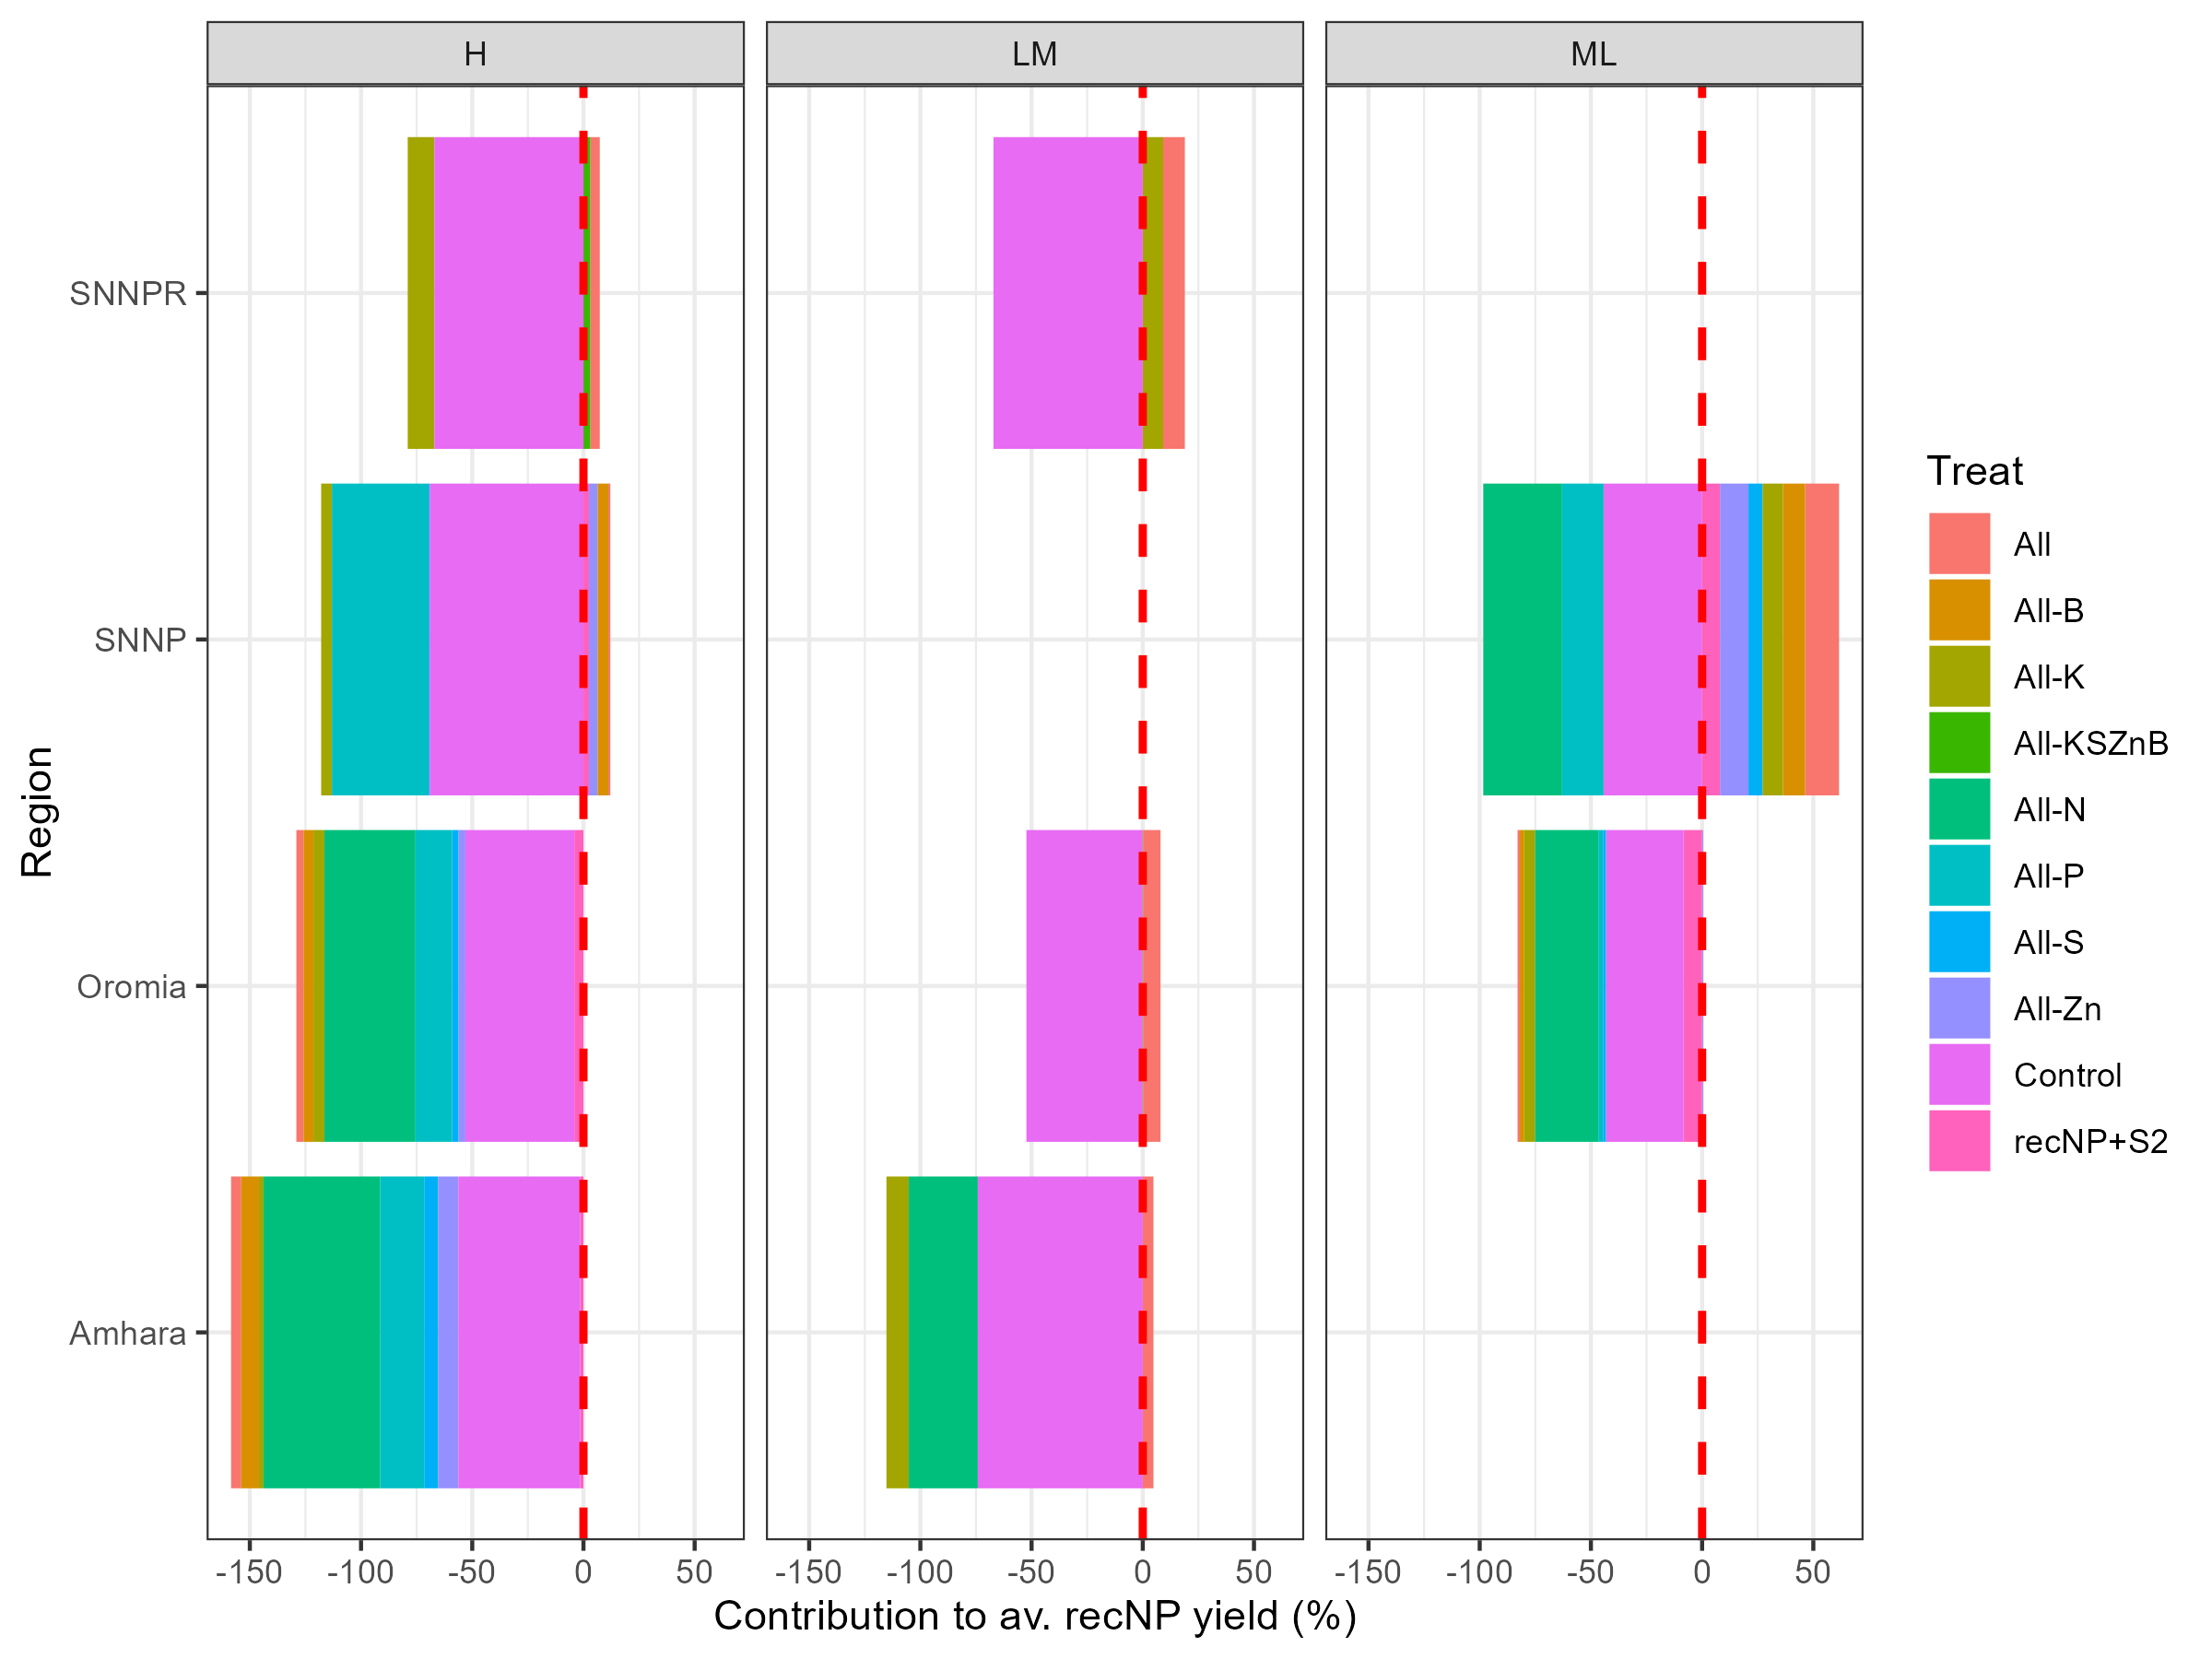 H
LM
ML
SNNPR
SNNP
Oromia
Amhara
Region
-150 -100 -50 0 50
-150 -100 -50 0 50
-150 -100 -50 0 50
Contribution to av. recNP yield (%)
Treat
All
All-B
All-K
All-KSZnB
All-N
All-P
All-S
All-Zn
Control
recNP+S2